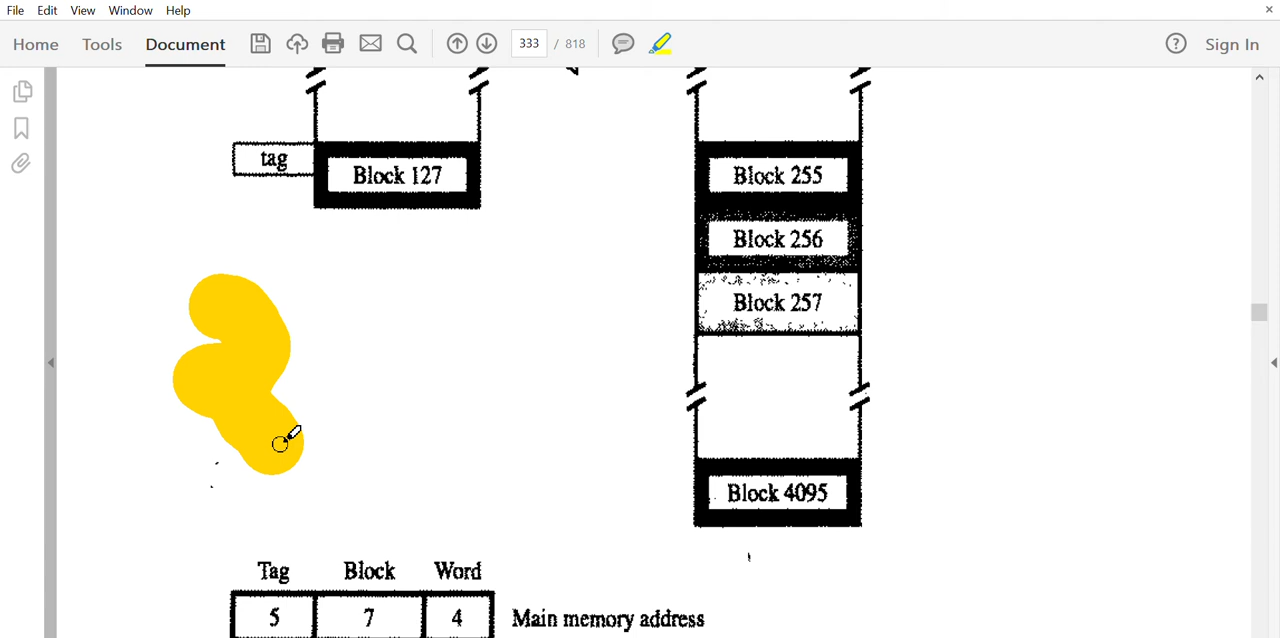 File Edit View Window Help
Home Tools Document 333 / 818 Sign In
tag Block 127 Block 255
Block 256
Block 257
Block 4095
Tag Block Word
5 7 4 Main memory address